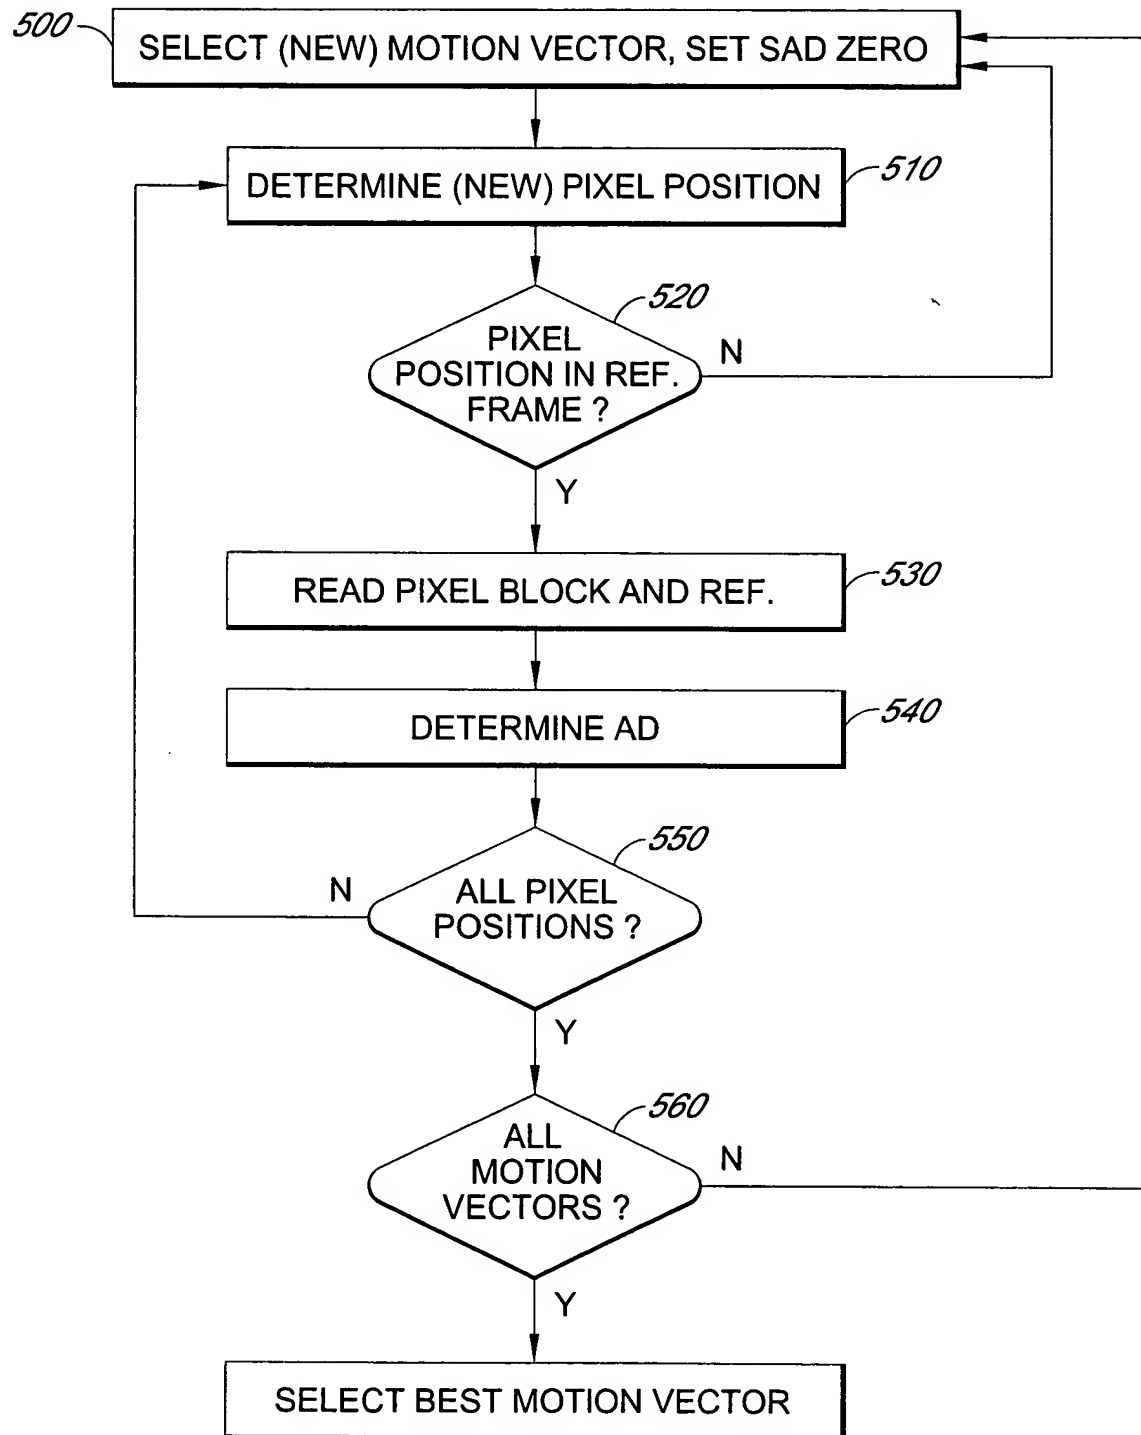 500
SELECT (NEW) MOTION VECTOR, SET SAD ZERO
DETERMINE (NEW) PIXEL POSITION
510
520
PIXEL
POSITION IN REF.
FRAME ?
N
Y
READ PIXEL BLOCK AND REF.
530
DETERMINE AD
540
550
N
ALL PIXEL
POSITIONS ?
Y
560
ALL
MOTION
VECTORS ?
N
Y
SELECT BEST MOTION VECTOR